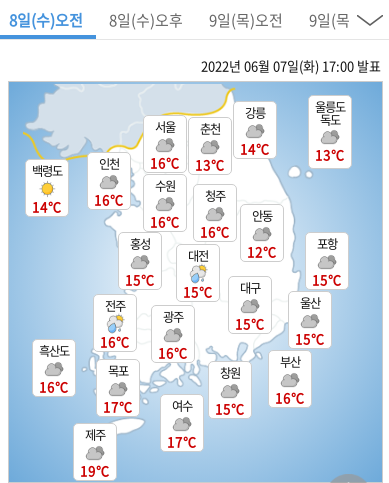 8일(수)오전 8일(수)오후 9일(목)오전 9일(목
2022년 06월 07일(화) 17:00 발표
울릉도
독도
13℃
강릉
14℃
서울
16℃
춘천
13℃
인천
16℃
백령도
14℃
수원
16℃
청주
16℃
안동
12℃
홍성
15℃
대전
15℃
포항
15℃
대구
15℃
울산
15℃
전주
16℃
광주
16℃
흑산도
16℃
목포
17℃
창원
15℃
부산
16℃
여수
17℃
제주
19℃